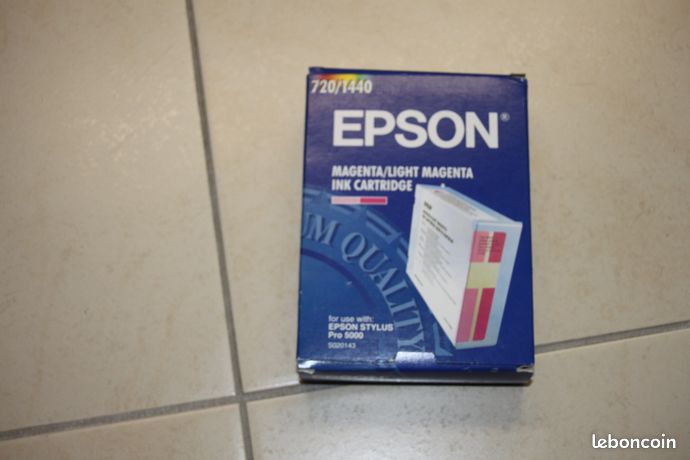 720/1440
EPSON®
MAGENTA/LIGHT MAGENTA
INK CARTRIDGE
UM QUALITY
for use with:
EPSON STYLUS
Pro 5000
S020143
leboncoin